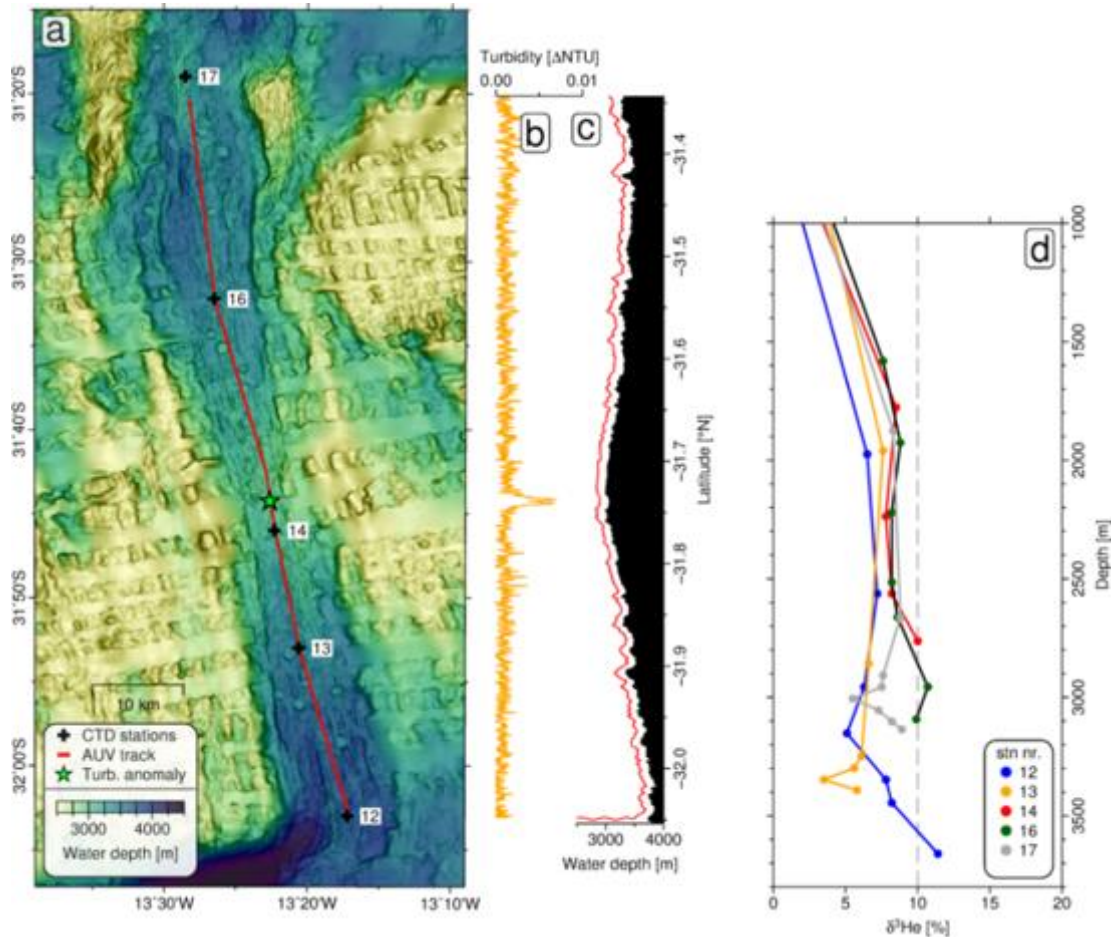 a
31°20'S
31°30'S
31°40'S
31°50'S
32°00'S
17
16
14
13
12
10 km
CTD stations
AUV track
Turb. anomaly
3000 4000
Water depth [m]
13°30'W 13°20'W 13°10'W
Turbidity [ΔNTU]
0.00 0.01
b
c
−31.4
−31.5
−31.6
−31.7
−31.8
−31.9
−32.0
Latitude [°N]
3000 4000
Water depth [m]
d
1000
1500
2000
2500
3000
3500
Depth [m]
stn nr.
12
13
14
16
17
0 5 10 15 20
δ³He [%]